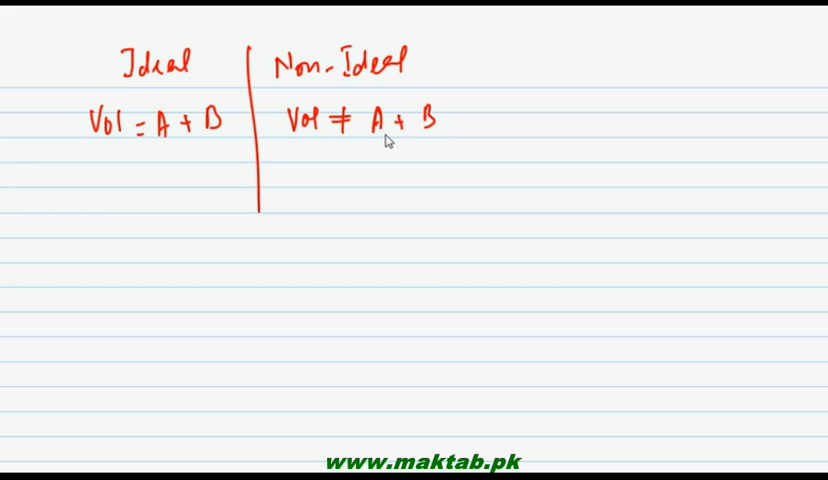 Ideal Non-Ideal
Vol = A + B Vol ≠ A + B
www.maktab.pk